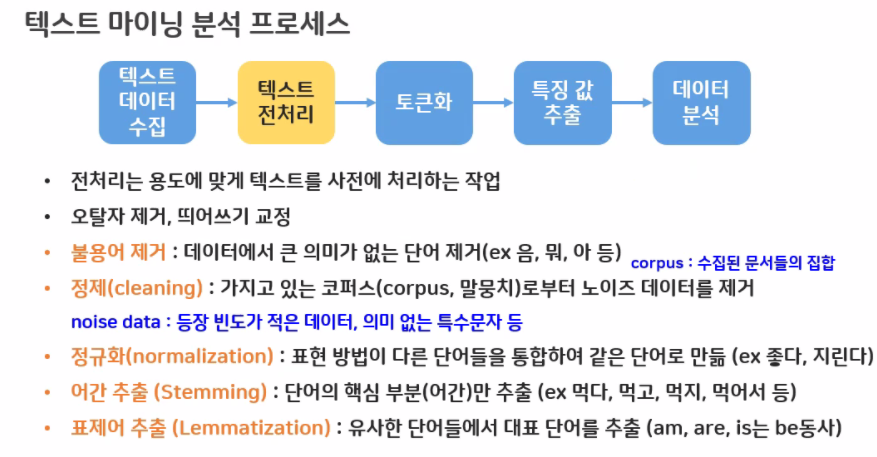 텍스트 마이닝 분석 프로세스
텍스트
데이터
수집
텍스트
전처리
토큰화
특징 값
추출
데이터
분석
• 전처리는 용도에 맞게 텍스트를 사전에 처리하는 작업
• 오탈자 제거, 띄어쓰기 교정
• 불용어 제거 : 데이터에서 큰 의미가 없는 단어 제거(ex 음, 뭐, 아 등)
corpus : 수집된 문서들의 집합
• 정제(cleaning) : 가지고 있는 코퍼스(corpus, 말뭉치)로부터 노이즈 데이터를 제거
noise data : 등장 빈도가 적은 데이터, 의미 없는 특수문자 등
• 정규화(normalization) : 표현 방법이 다른 단어들을 통합하여 같은 단어로 만듦 (ex 좋다, 지린다)
• 어간 추출 (Stemming) : 단어의 핵심 부분(어간)만 추출 (ex 먹다, 먹고, 먹지, 먹어서 등)
• 표제어 추출 (Lemmatization) : 유사한 단어들에서 대표 단어를 추출 (am, are, is는 be동사)